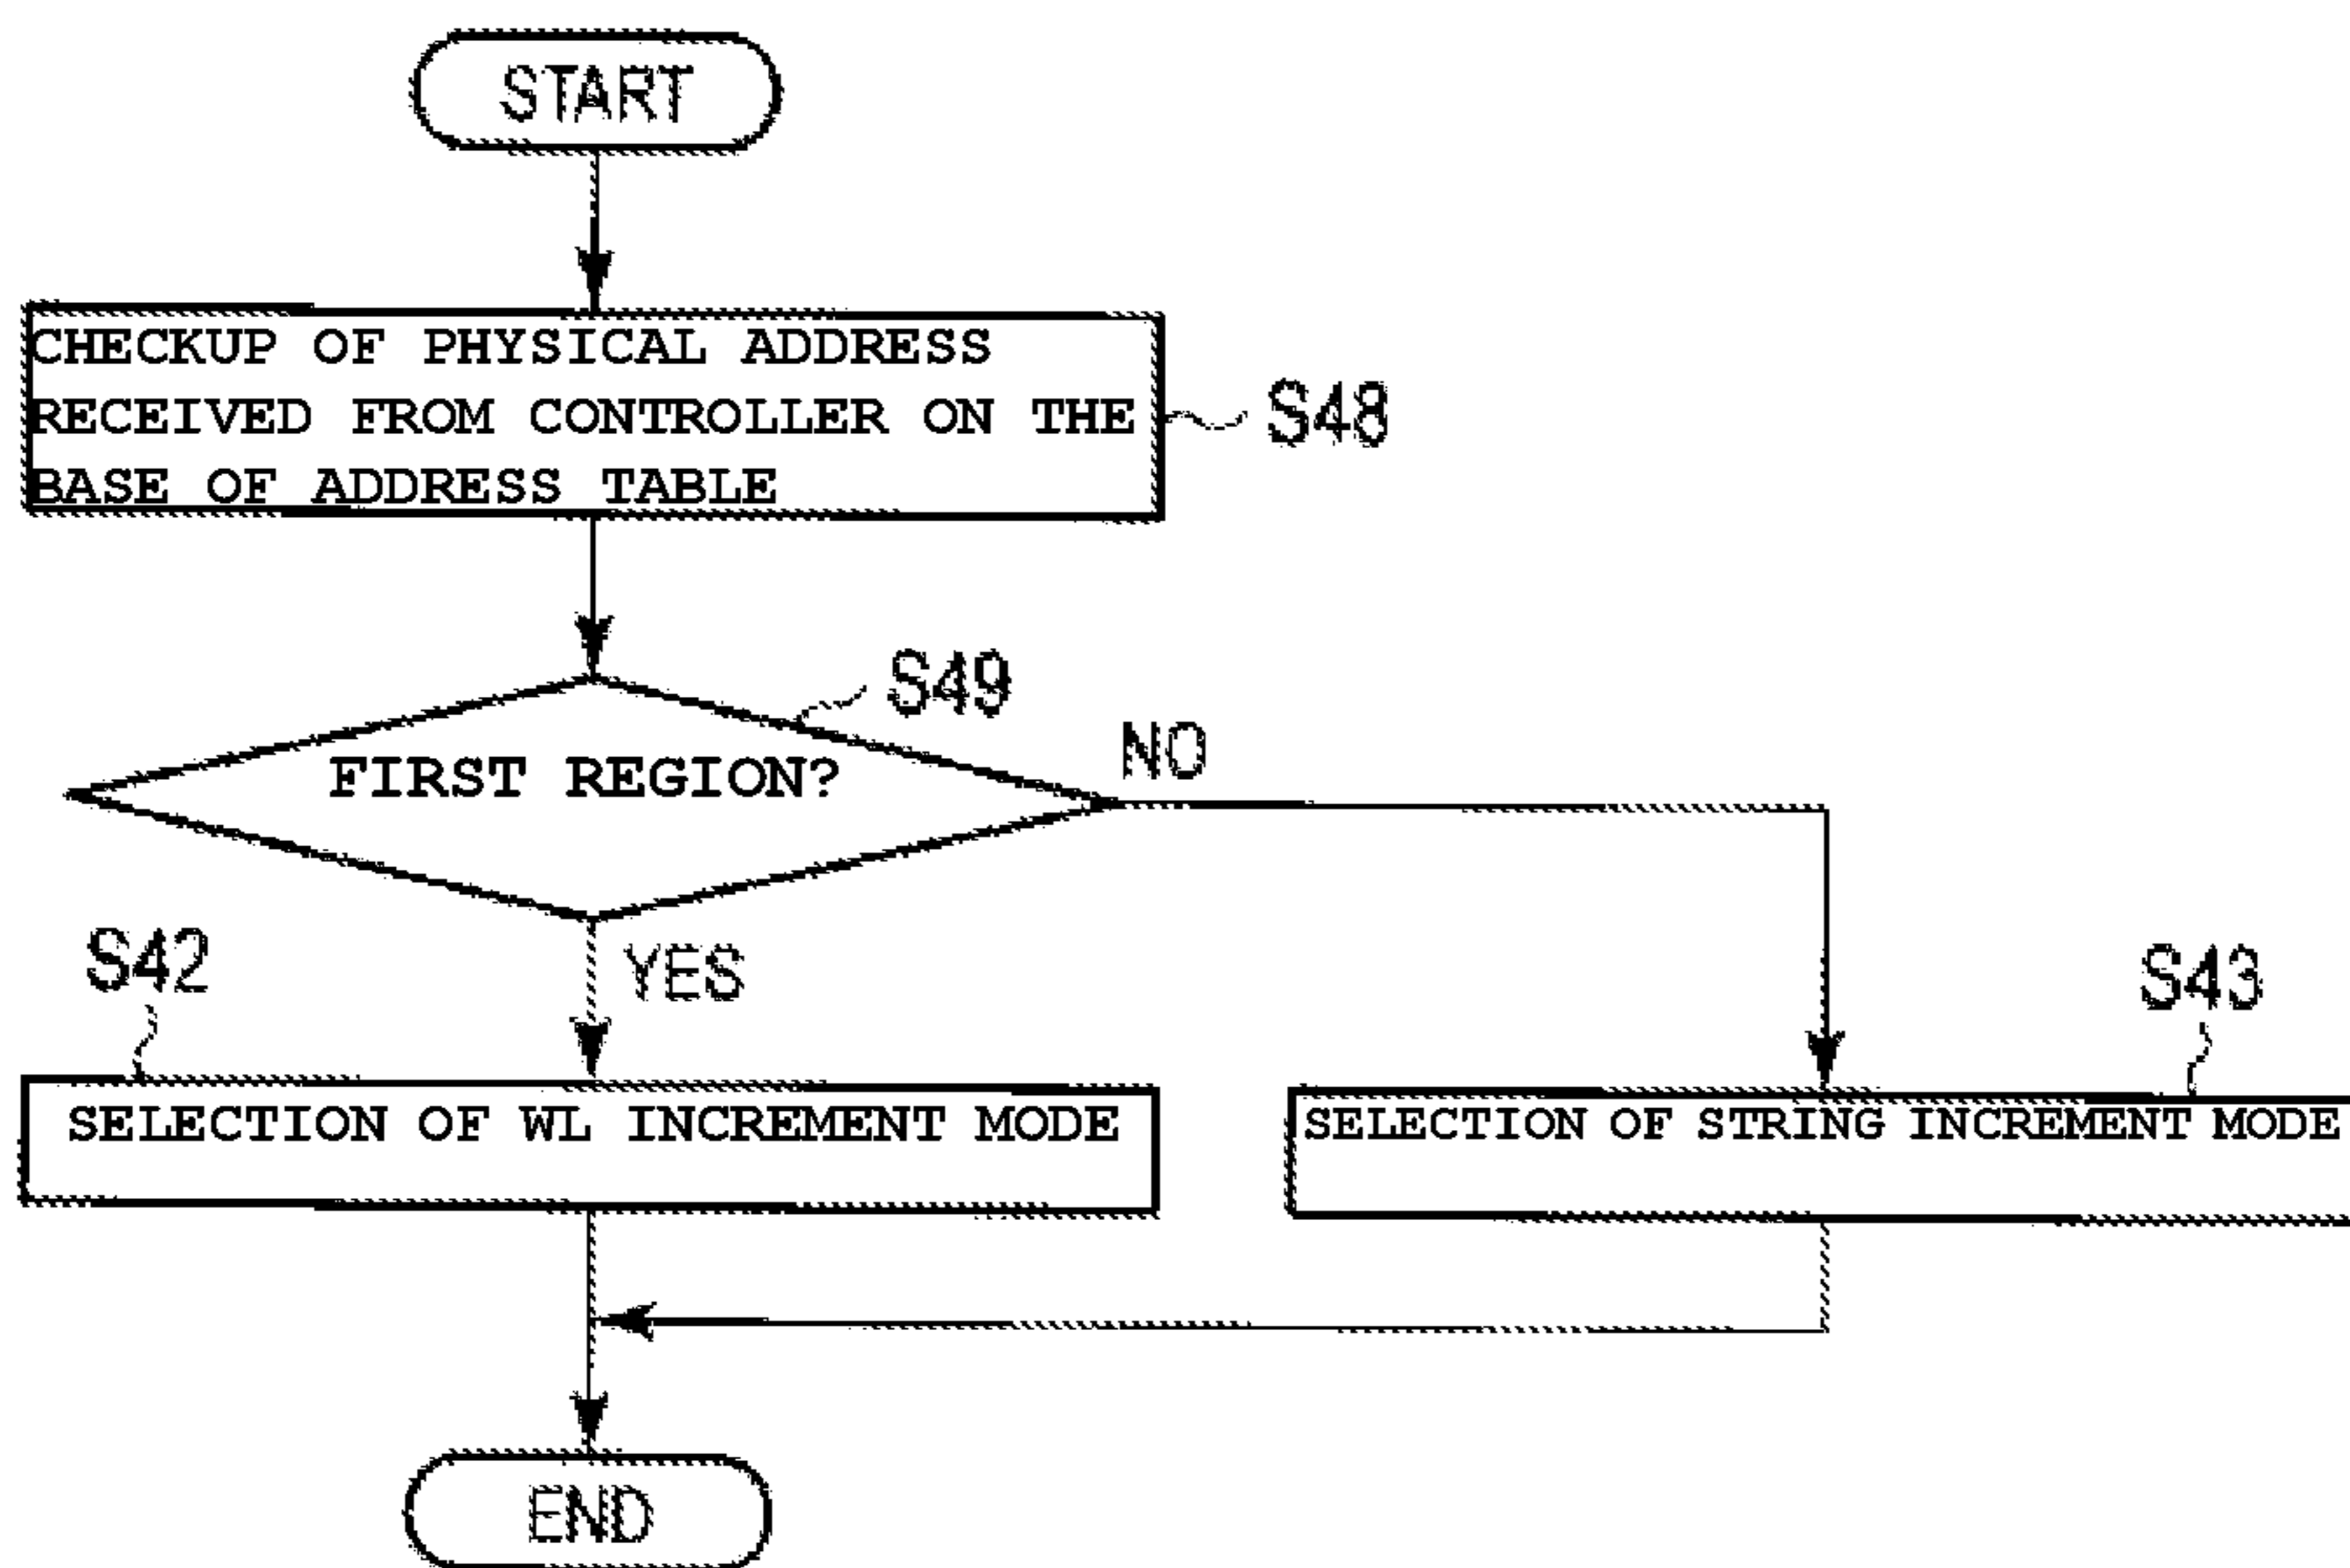 START
CHECKUP OF PHYSICAL ADDRESS
RECEIVED FROM CONTROLLER ON THE
BASE OF ADDRESS TABLE
S48
S49
FIRST REGION?
NO
YES
S42
S43
SELECTION OF WL INCREMENT MODE
SELECTION OF STRING INCREMENT MODE
END